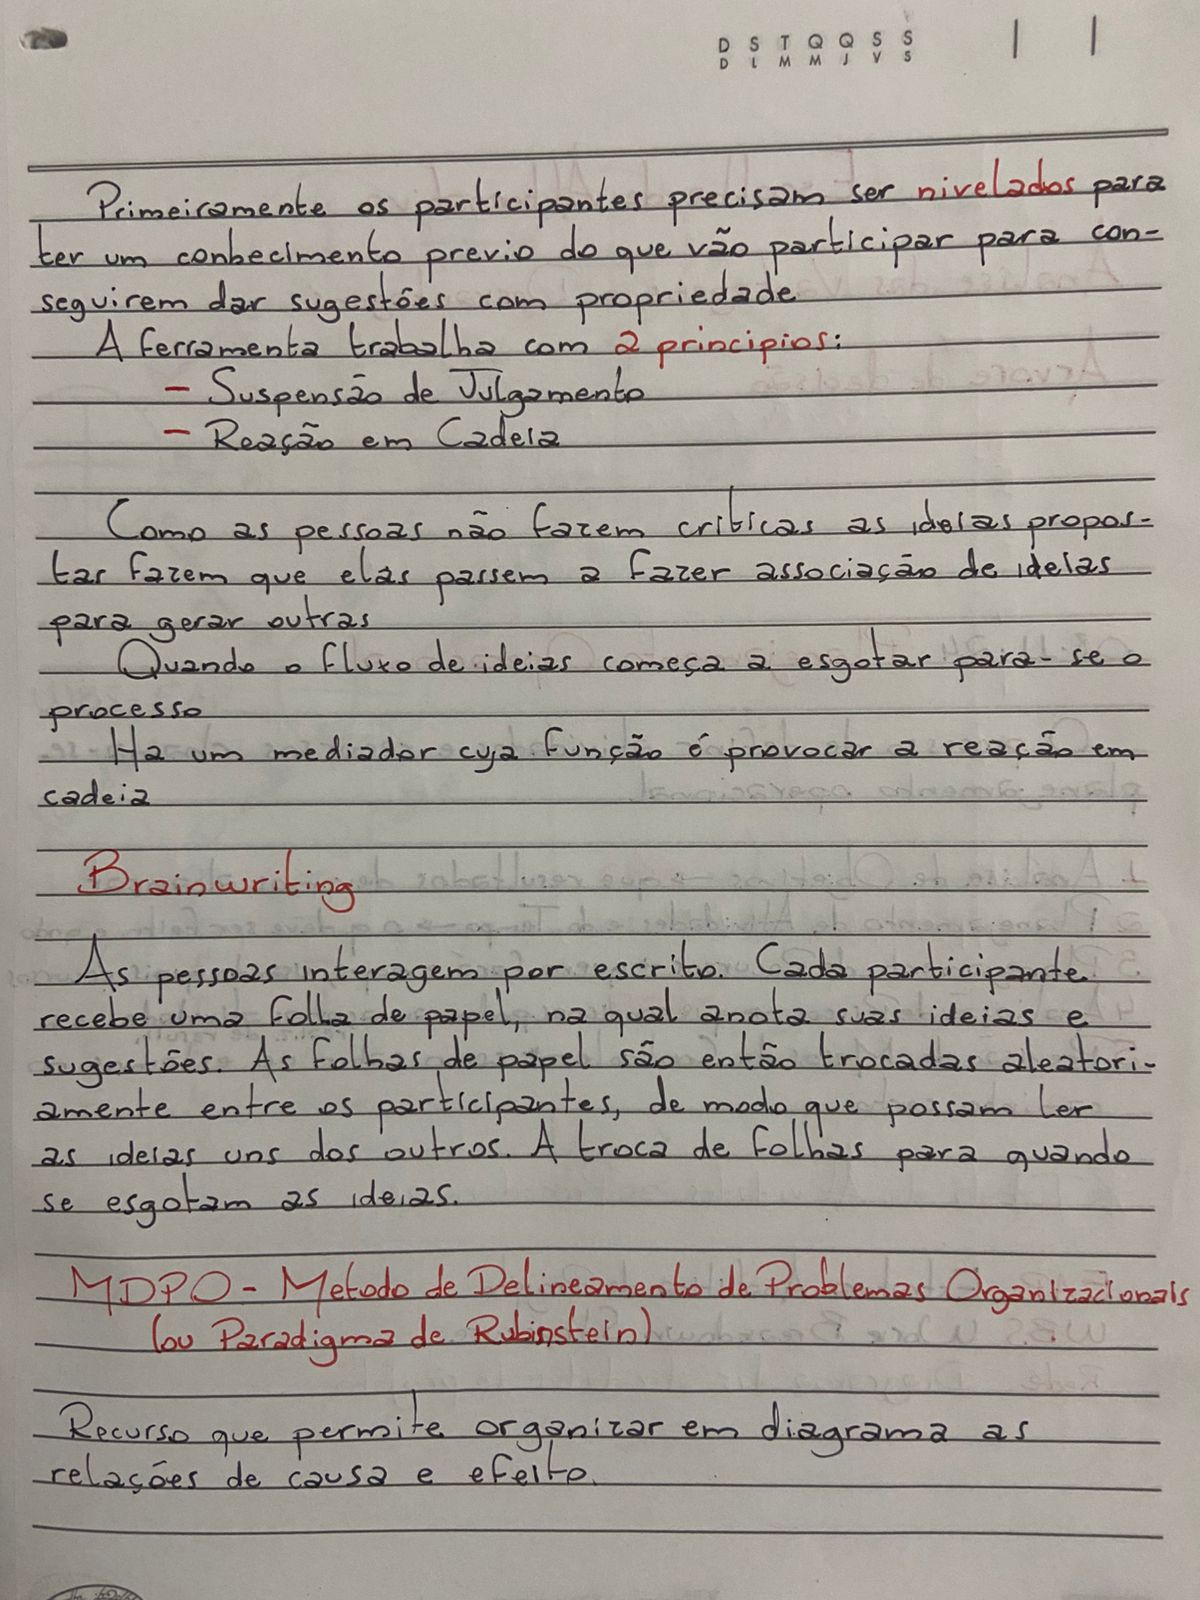 D S T Q Q S S
D L M M J V S
Primeiramente os participantes precisam ser nivelados para
ter um conhecimento previo do que vão participar para con-
seguirem dar sugestões com propriedade
A ferramenta trabalha com 2 principios:
- Suspensão de Julgamento
- Reação em Cadeia
Como as pessoas não fazem críticas as ideias propos-
tas fazem que elas passem a fazer associação de ideias
para gerar outras
Quando o fluxo de ideias começa a esgotar para-se o
processo
Ha um mediador cuja função é provocar a reação em
cadeia
Brainwriting
As pessoas interagem por escrito. Cada participante
recebe uma folha de papel, na qual anota suas ideias e
sugestões. As folhas de papel são então trocadas aleatori-
amente entre os participantes, de modo que possam ler
as ideias uns dos outros. A troca de folhas para quando
se esgotam as ideias.
MDPO - Metodo de Delineamento de Problemas Organizacionais
(ou Paradigma de Rubinstein)
Recurso que permite organizar em diagrama as
relações de causa e efeito.